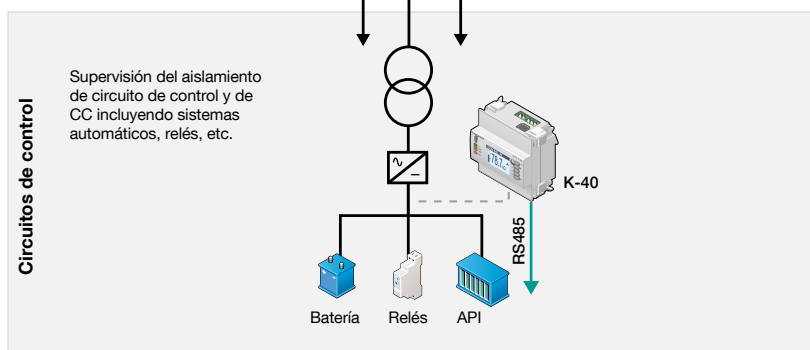 Circuitos de control
Supervisión del aislamiento
de circuito de control y de
CC incluyendo sistemas
automáticos, relés, etc.
K-40
RS485
Batería
Relés
API